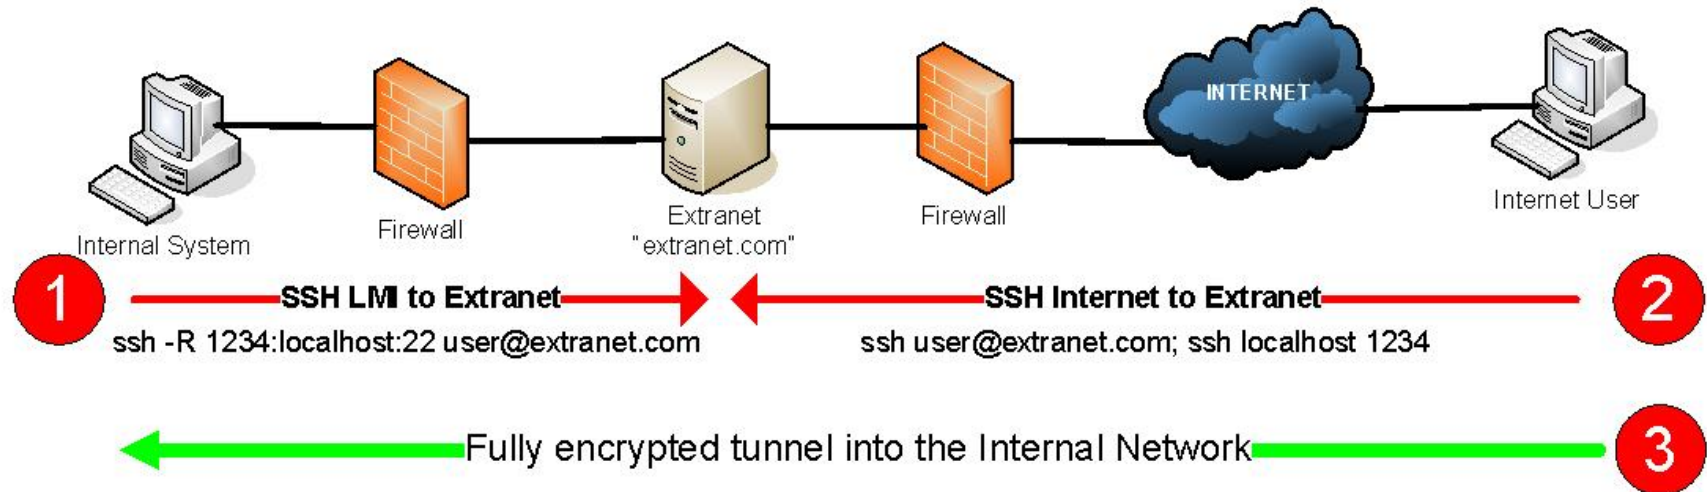 INTERNET
Internal System
Firewall
Extranet
"extranet.com"
Firewall
Internet User
1
SSH LMI to Extranet
ssh -R 1234:localhost:22 user@extranet.com
SSH Internet to Extranet
ssh user@extranet.com; ssh localhost 1234
2
Fully encrypted tunnel into the Internal Network
3